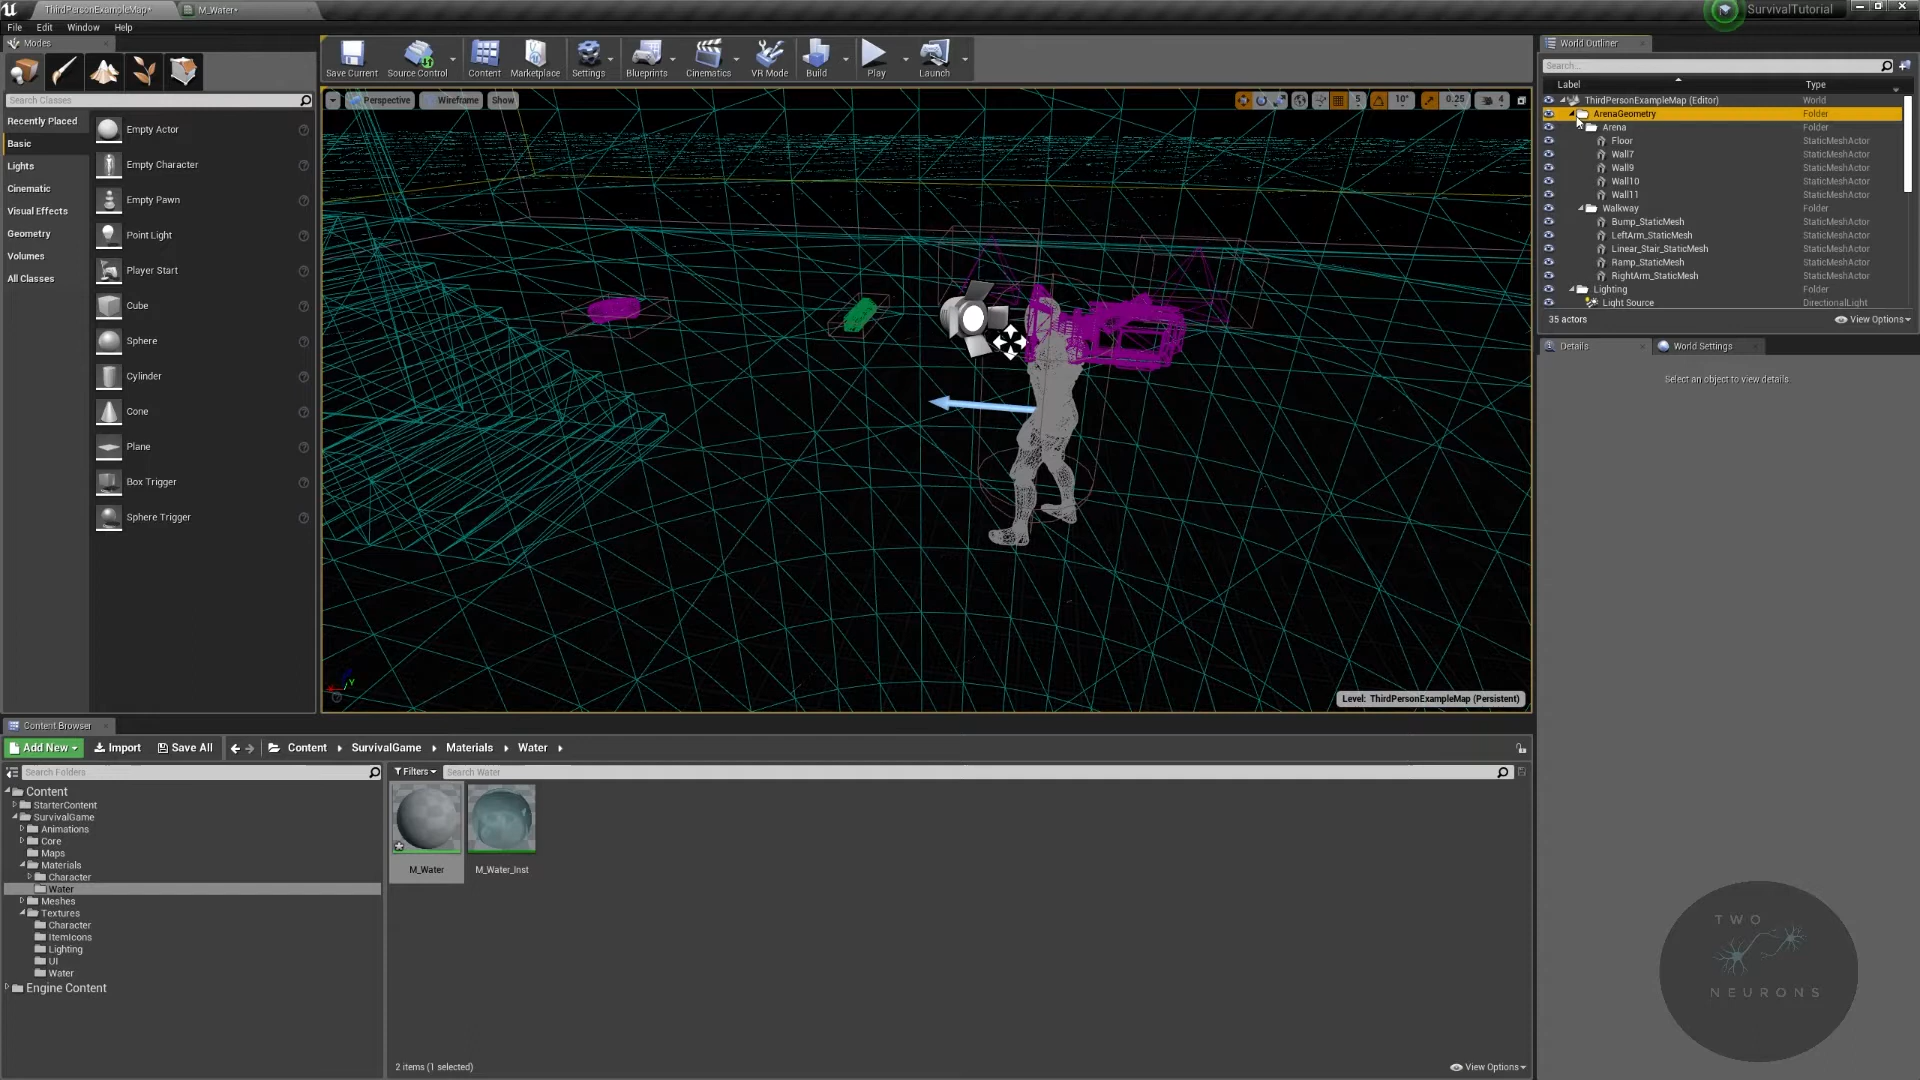 ThirdPersonExampleMap*
M_Water*
SurvivalTutorial
File Edit Window Help
Modes
Search Classes
Recently Placed
Basic
Lights
Cinematic
Visual Effects
Geometry
Volumes
All Classes
Empty Actor
Empty Character
Empty Pawn
Point Light
Player Start
Cube
Sphere
Cylinder
Cone
Plane
Box Trigger
Sphere Trigger
Save Current
Source Control
Content
Marketplace
Settings
Blueprints
Cinematics
VR Mode
Build
Play
Launch
Perspective
Wireframe
Show
5
10°
0.25
4
Level: ThirdPersonExampleMap (Persistent)
World Outliner
Search...
Label Type
ThirdPersonExampleMap (Editor) World
ArenaGeometry Folder
Arena Folder
Floor StaticMeshActor
Wall7 StaticMeshActor
Wall9 StaticMeshActor
Wall10 StaticMeshActor
Wall11 StaticMeshActor
Walkway Folder
Bump_StaticMesh StaticMeshActor
LeftArm_StaticMesh StaticMeshActor
Linear_Stair_StaticMesh StaticMeshActor
Ramp_StaticMesh StaticMeshActor
RightArm_StaticMesh StaticMeshActor
Lighting Folder
Light Source DirectionalLight
35 actors
View Options
Details
World Settings
Select an object to view details
Content Browser
Add New
Import
Save All
Content
SurvivalGame
Materials
Water
Search Folders
Filters
Search Water
Content
StarterContent
SurvivalGame
Animations
Core
Maps
Materials
Character
Water
Meshes
Textures
Character
ItemIcons
Lighting
UI
Water
Engine Content
M_Water
M_Water_Inst
2 items (1 selected)
View Options
TWO
NEURONS